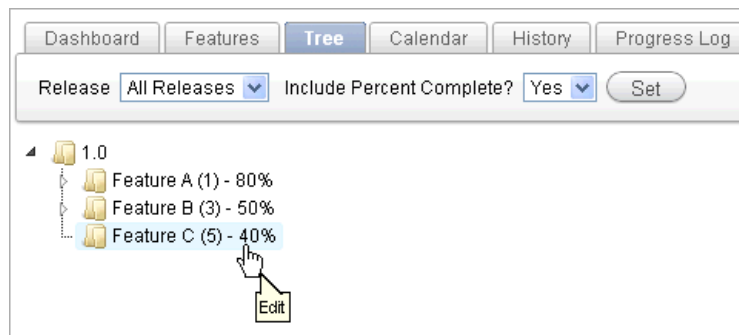 Dashboard Features Tree Calendar History Progress Log
Release All Releases Include Percent Complete? Yes Set
1.0
Feature A (1) - 80%
Feature B (3) - 50%
Feature C (5) - 40%
Edit